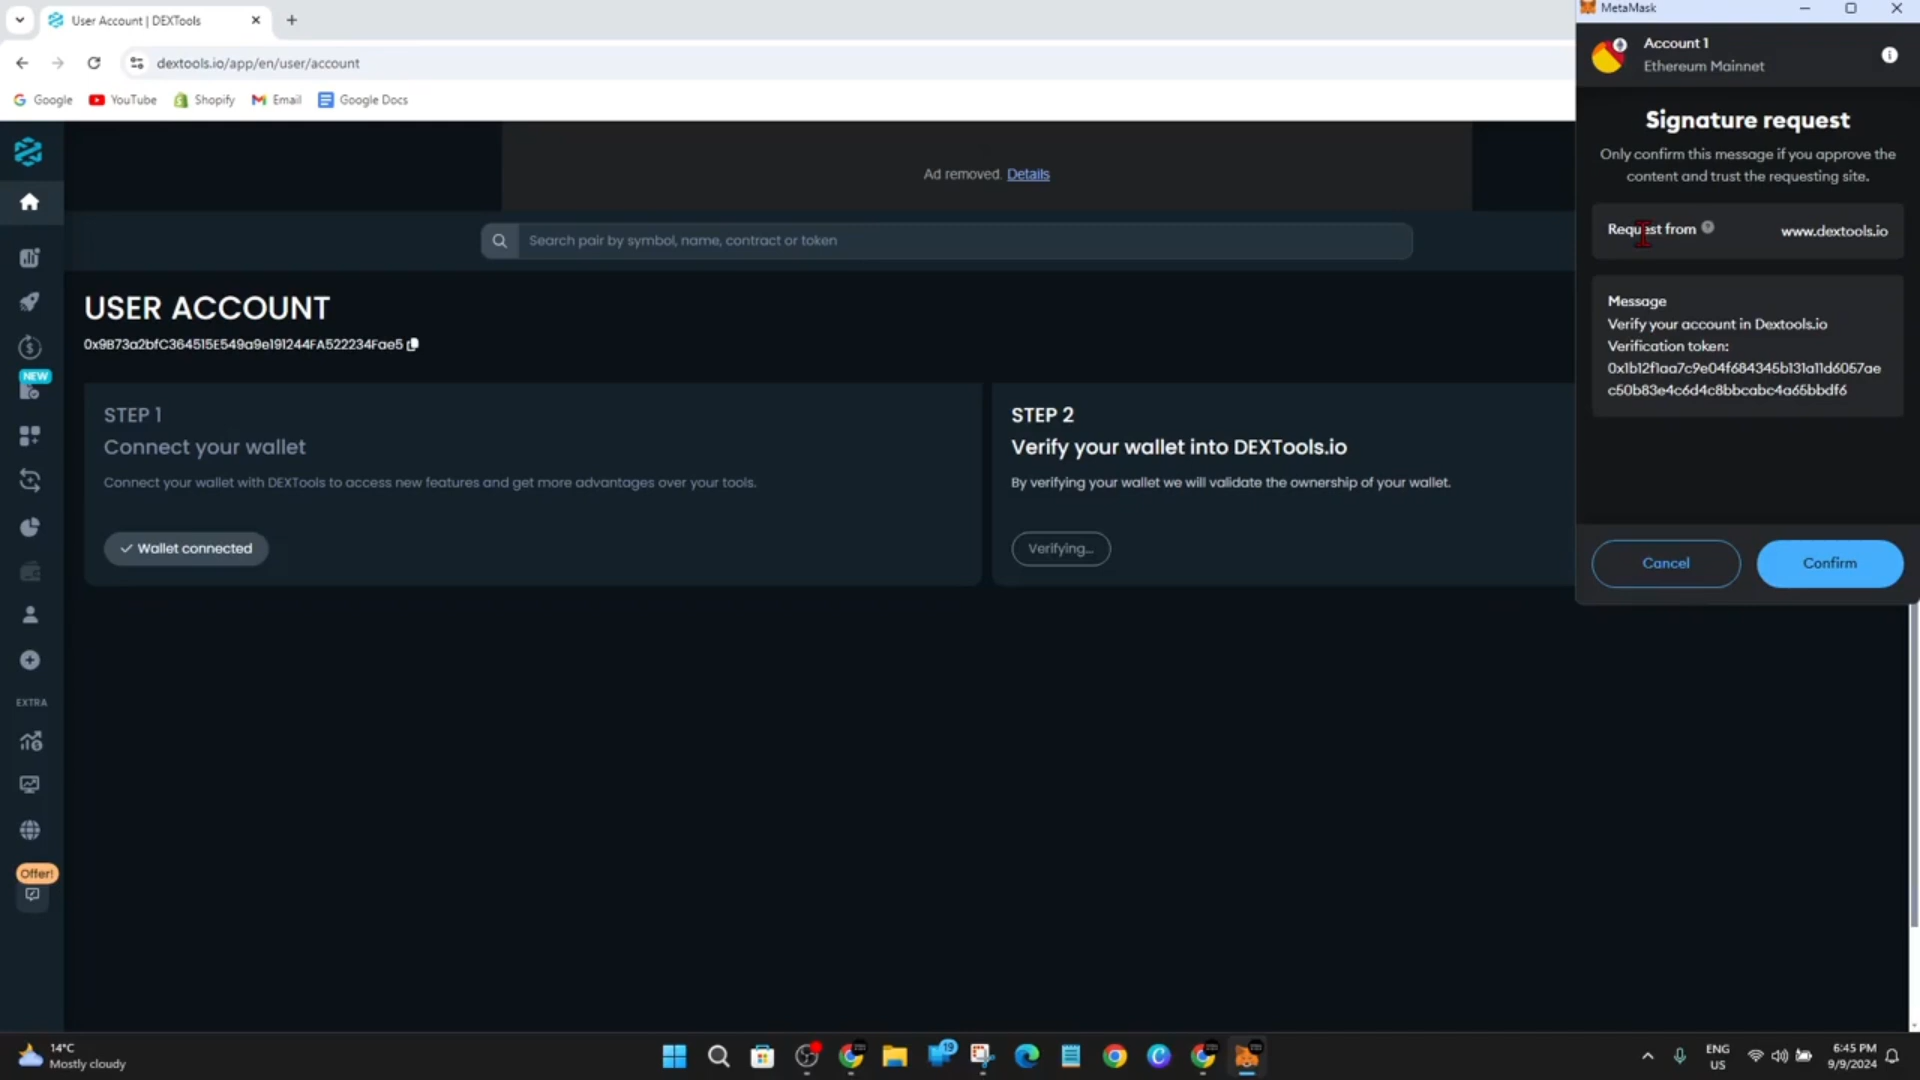 User Account | DEXTools
MetaMask
dextools.io/app/en/user/account
Account 1
Ethereum Mainnet
Google
YouTube
Shopify
Email
Google Docs
Signature request
Only confirm this message if you approve the
content and trust the requesting site.
Ad removed. Details
Request from
www.dextools.io
Search pair by symbol, name, contract or token
USER ACCOUNT
0x9B73a2bfC364515E549a9e191244FA522234Fae5
Message
Verify your account in Dextools.io
Verification token:
0x1b12f1aa7c9e04f684345b131a11d6057ae
c50b83e4c6d4c8bbcabc4a65bbdf6
NEW
STEP 1
Connect your wallet
Connect your wallet with DEXTools to access new features and get more advantages over your tools.
Wallet connected
STEP 2
Verify your wallet into DEXTools.io
By verifying your wallet we will validate the ownership of your wallet.
Verifying...
Cancel
Confirm
EXTRA
Offer!
14°C
Mostly cloudy
19
ENG
US
6:45 PM
9/9/2024